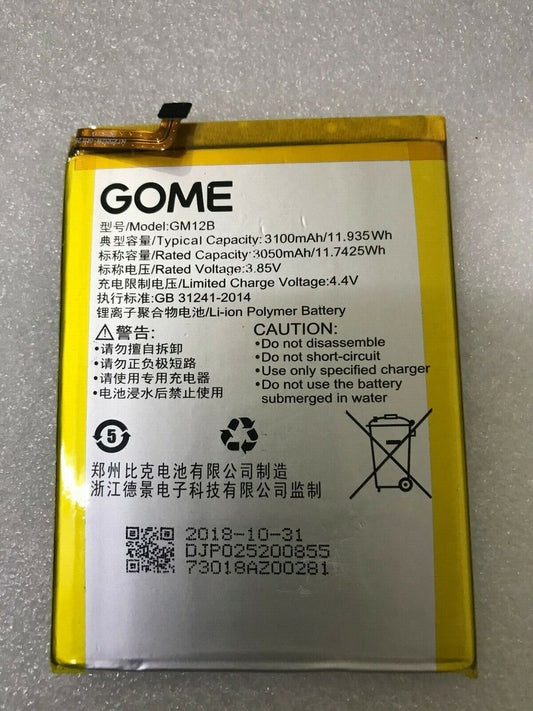 GOME
型号/Model:GM12B
典型容量/Typical Capacity:3100mAh/11.935Wh
标称容量/Rated Capacity:3050mAh/11.7425Wh
标称电压/Rated Voltage:3.85V
充电限制电压/Limited Charge Voltage:4.4V
执行标准:GB 31241-2014
锂离子聚合物电池/Li-ion Polymer Battery
警告:
•请勿擅自拆卸
•请勿正负极短路
•请使用专用充电器
•电池浸水后禁止使用
CAUTION:
•Do not disassemble
•Do not short-circuit
•Use only specified charger
•Do not use the battery
submerged in water
5
郑州比克电池有限公司制造
浙江德景电子科技有限公司监制
2018-10-31
DJP025200855
73018AZ00281